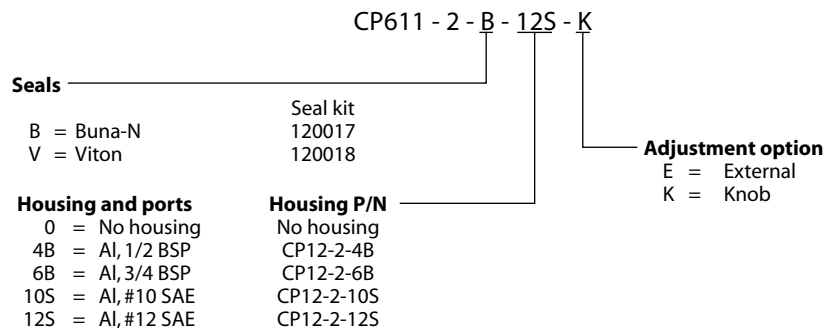 CP611 - 2 - B - 12S - K
Seals
Seal kit
B = Buna-N 120017
V = Viton 120018
Adjustment option
E = External
K = Knob
Housing and ports Housing P/N
0 = No housing No housing
4B = Al, 1/2 BSP CP12-2-4B
6B = Al, 3/4 BSP CP12-2-6B
10S = Al, #10 SAE CP12-2-10S
12S = Al, #12 SAE CP12-2-12S